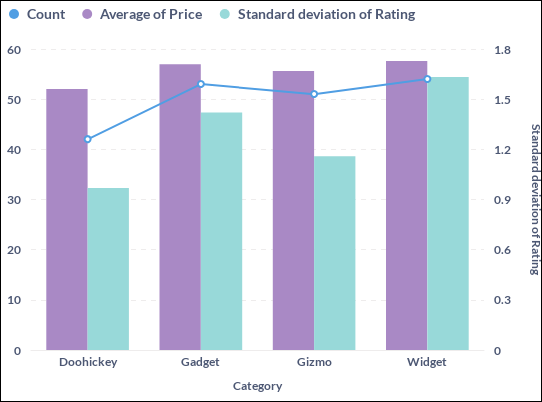 Count Average of Price Standard deviation of Rating
60 1.8
50 1.5
40 1.2
30 0.9
20 0.6
10 0.3
0 0
Standard deviation of Rating
Doohickey Gadget Gizmo Widget
Category